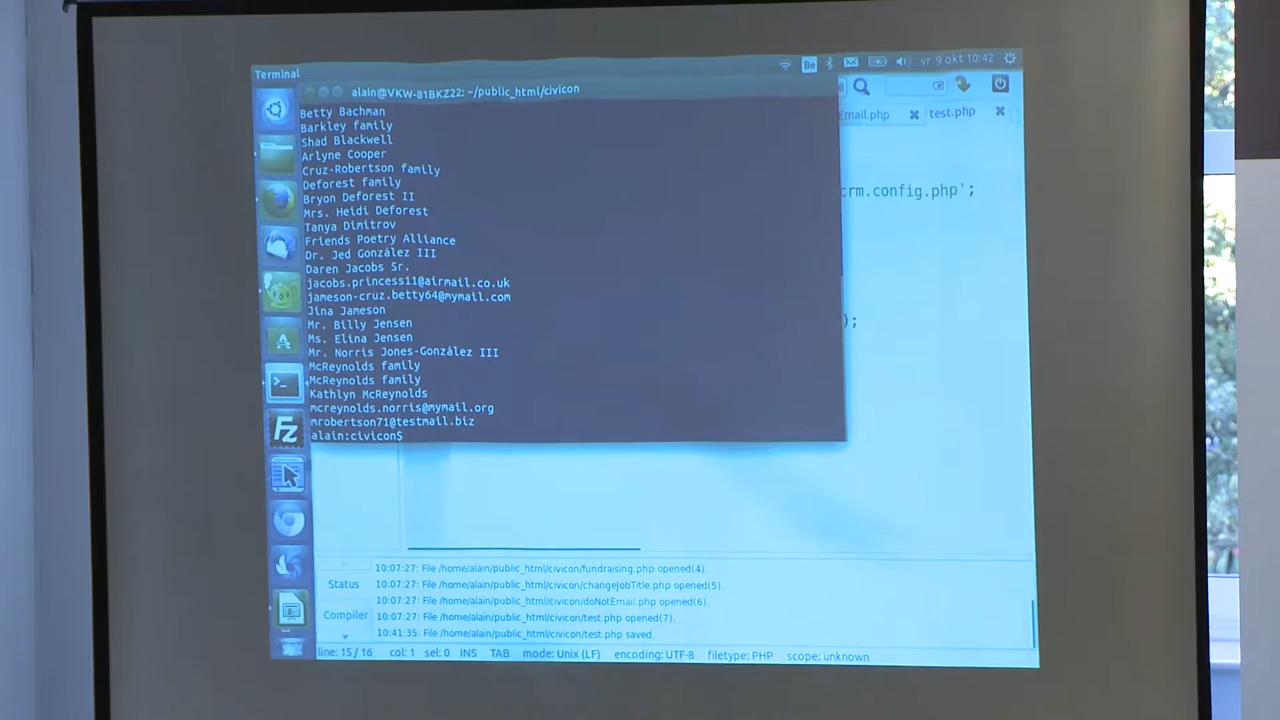 Terminal
Be
vr 9 okt 10:42
alain@VKW-81BKZ22: ~/public_html/civicon
Email.php
test.php
Betty Bachman
Barkley family
Shad Blackwell
Arlyne Cooper
Cruz-Robertson family
Deforest family
Bryon Deforest II
Mrs. Heidi Deforest
Tanya Dimitrov
Friends Poetry Alliance
Dr. Jed González III
Daren Jacobs Sr.
jacobs.princess11@airmail.co.uk
jameson-cruz.betty64@mymail.com
Jina Jameson
Mr. Billy Jensen
Ms. Elina Jensen
Mr. Norris Jones-González III
McReynolds family
McReynolds family
Kathlyn McReynolds
mcreynolds.norris@mymail.org
mrobertson71@testmail.biz
alain:civicon$
crm.config.php';
);
Fz
Status
Compiler
10:07:27: File /home/alain/public_html/civicon/fundraising.php opened(4).
10:07:27: File /home/alain/public_html/civicon/changeJobTitle.php opened(5).
10:07:27: File /home/alain/public_html/civicon/doNotEmail.php opened(6).
10:07:27: File /home/alain/public_html/civicon/test.php opened(7).
10:41:35: File /home/alain/public_html/civicon/test.php saved.
line: 15 / 16 col: 1 sel: 0 INS TAB mode: Unix (LF) encoding: UTF-8 filetype: PHP scope: unknown